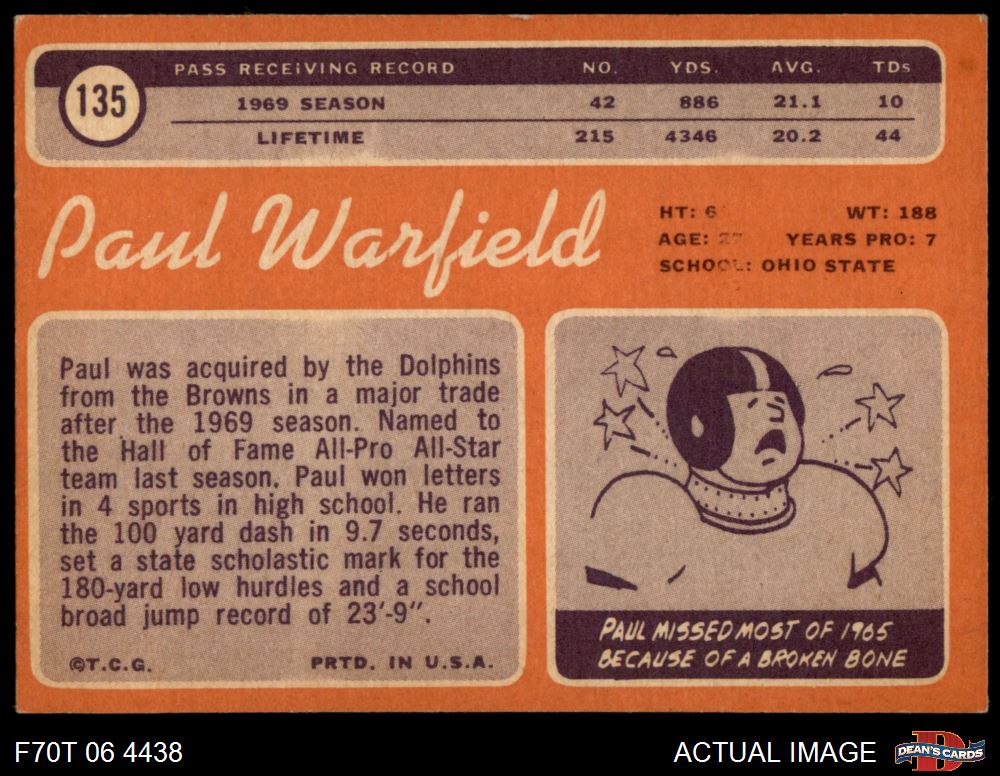 135
PASS RECEIVING RECORD NO. YDS. AVG. TDs
1969 SEASON 42 886 21.1 10
LIFETIME 215 4346 20.2 44
Paul Warfield
HT: 6 WT: 188
AGE: 27 YEARS PRO: 7
SCHOOL: OHIO STATE
Paul was acquired by the Dolphins
from the Browns in a major trade
after the 1969 season. Named to
the Hall of Fame All-Pro All-Star
team last season. Paul won letters
in 4 sports in high school. He ran
the 100 yard dash in 9.7 seconds,
set a state scholastic mark for the
180-yard low hurdles and a school
broad jump record of 23'-9".
©T.C.G. PRTD. IN U.S.A.
PAUL MISSED MOST OF 1965
BECAUSE OF A BROKEN BONE
F70T 06 4438 ACTUAL IMAGE
D
DEAN'S CARDS